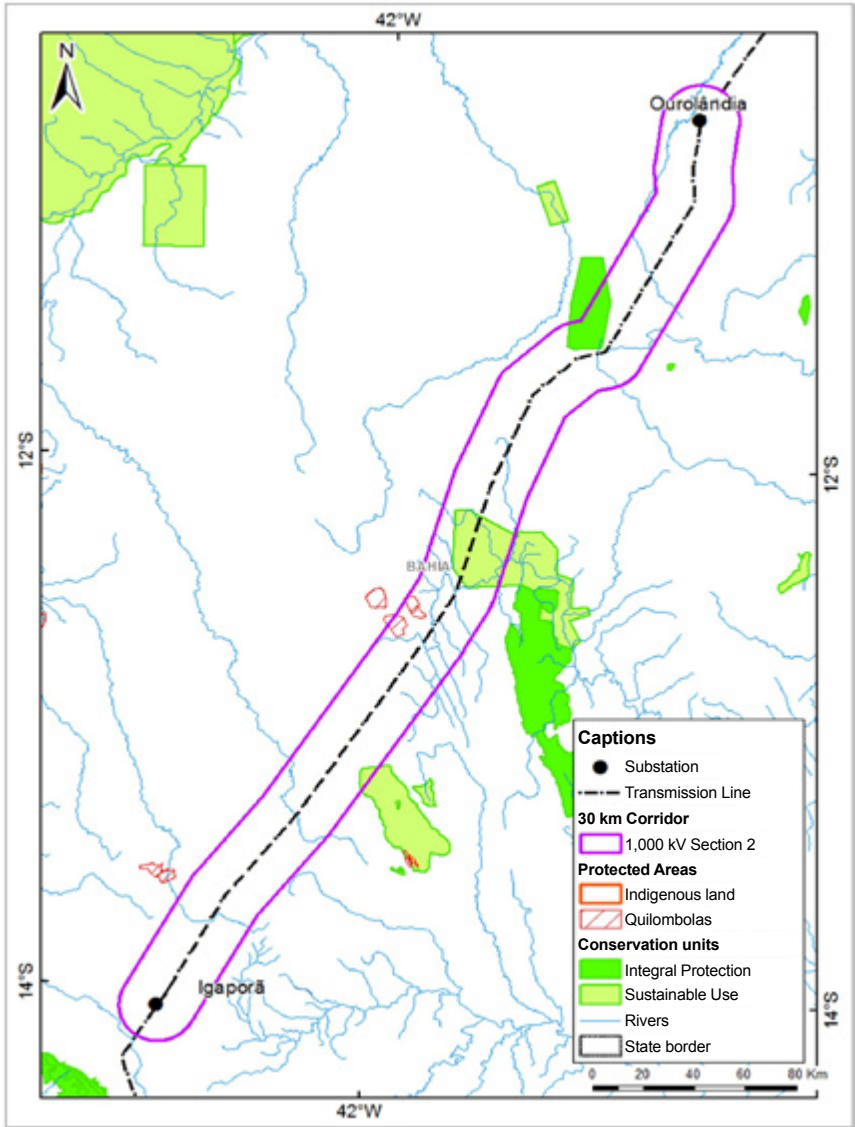 42°W
N
Ourolândia
12°S
12°S
BAHIA
Captions
Substation
Transmission Line
30 km Corridor
1,000 kV Section 2
Protected Areas
Indigenous land
Quilombolas
Conservation units
Integral Protection
Sustainable Use
Rivers
State border
0 20 40 60 80 Km
14°S
Igaporã
14°S
42°W